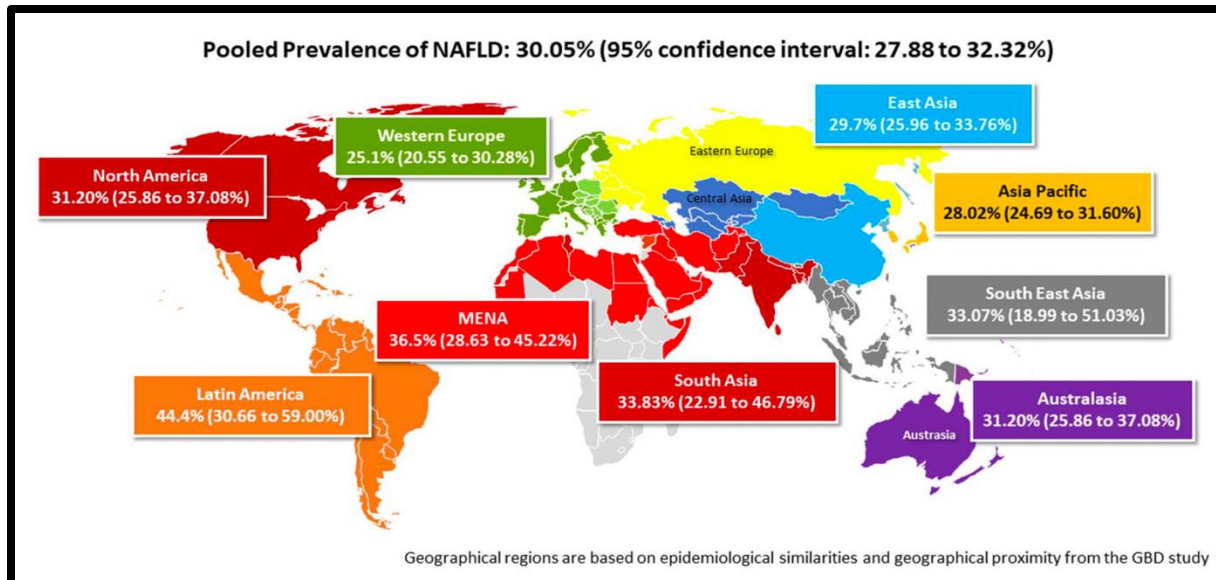 Pooled Prevalence of NAFLD: 30.05% (95% confidence interval: 27.88 to 32.32%)
East Asia
29.7% (25.96 to 33.76%)
Western Europe
25.1% (20.55 to 30.28%)
Eastern Europe
North America
31.20% (25.86 to 37.08%)
Central Asia
Asia Pacific
28.02% (24.69 to 31.60%)
South East Asia
33.07% (18.99 to 51.03%)
MENA
36.5% (28.63 to 45.22%)
South Asia
33.83% (22.91 to 46.79%)
Latin America
44.4% (30.66 to 59.00%)
Australasia
31.20% (25.86 to 37.08%)
Austrasia
Geographical regions are based on epidemiological similarities and geographical proximity from the GBD study